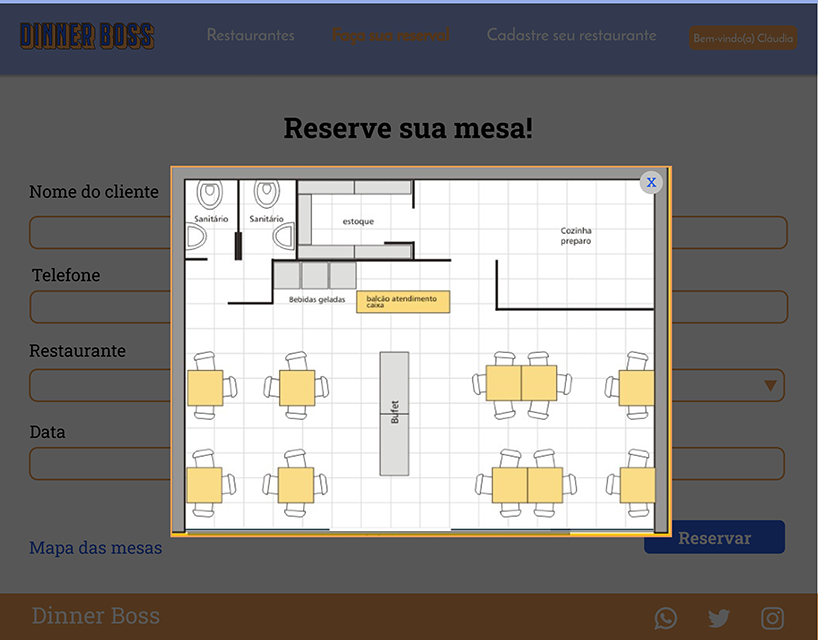 DINNER BOSS
Restaurantes
Faça sua reserva!
Cadastre seu restaurante
Bem-vindo(a) Cláudia
Reserve sua mesa!
Nome do cliente
Telefone
Restaurante
Data
Mapa das mesas
X
Sanitário
Sanitário
estoque
Cozinha
preparo
Bebidas geladas
balcão atendimento
caixa
Bufet
Reservar
Dinner Boss